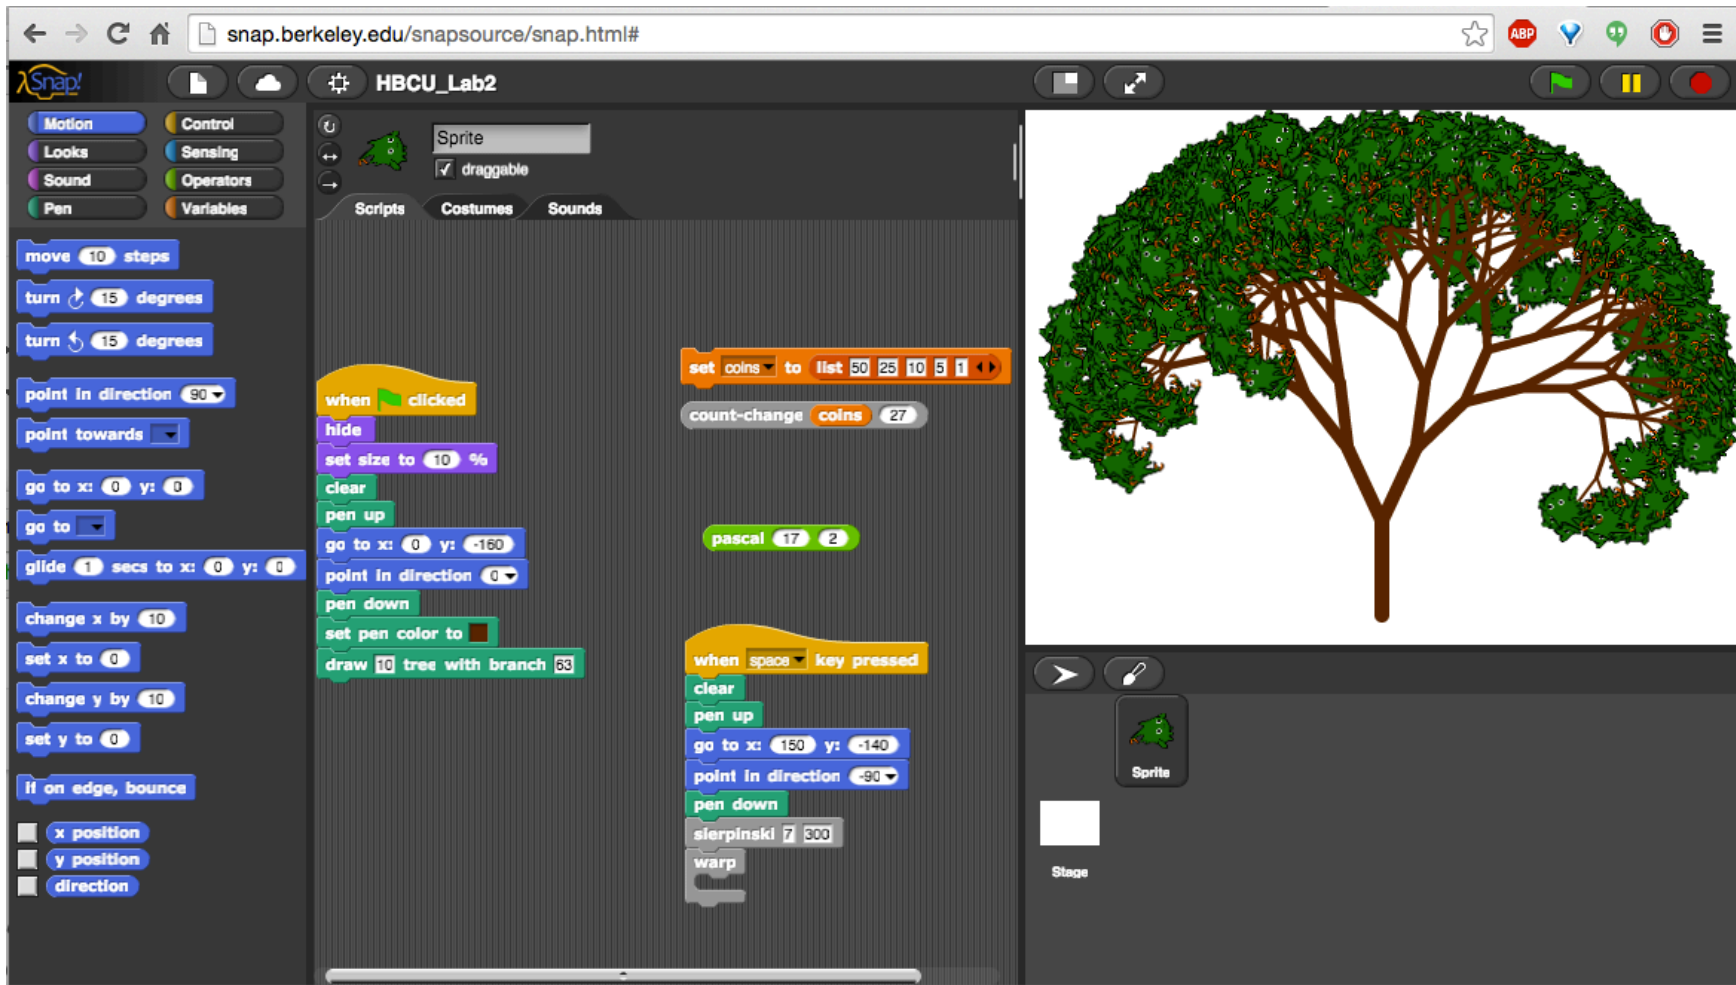 snap.berkeley.edu/snapsource/snap.html#
ABP
λSnap!
HBCU_Lab2
Motion
Control
Looks
Sensing
Sound
Operators
Pen
Variables
move 10 steps
turn 15 degrees
turn 15 degrees
point in direction 90
point towards
go to x: 0 y: 0
go to
glide 1 secs to x: 0 y: 0
change x by 10
set x to 0
change y by 10
set y to 0
if on edge, bounce
x position
y position
direction
Sprite
draggable
Scripts
Costumes
Sounds
when clicked
hide
set size to 10 %
clear
pen up
go to x: 0 y: -160
point in direction 0
pen down
set pen color to
draw 10 tree with branch 63
set coins to list 50 25 10 5 1
count-change coins 27
pascal 17 2
when space key pressed
clear
pen up
go to x: 150 y: -140
point in direction -90
pen down
sierpinski 7 300
warp
Sprite
Stage